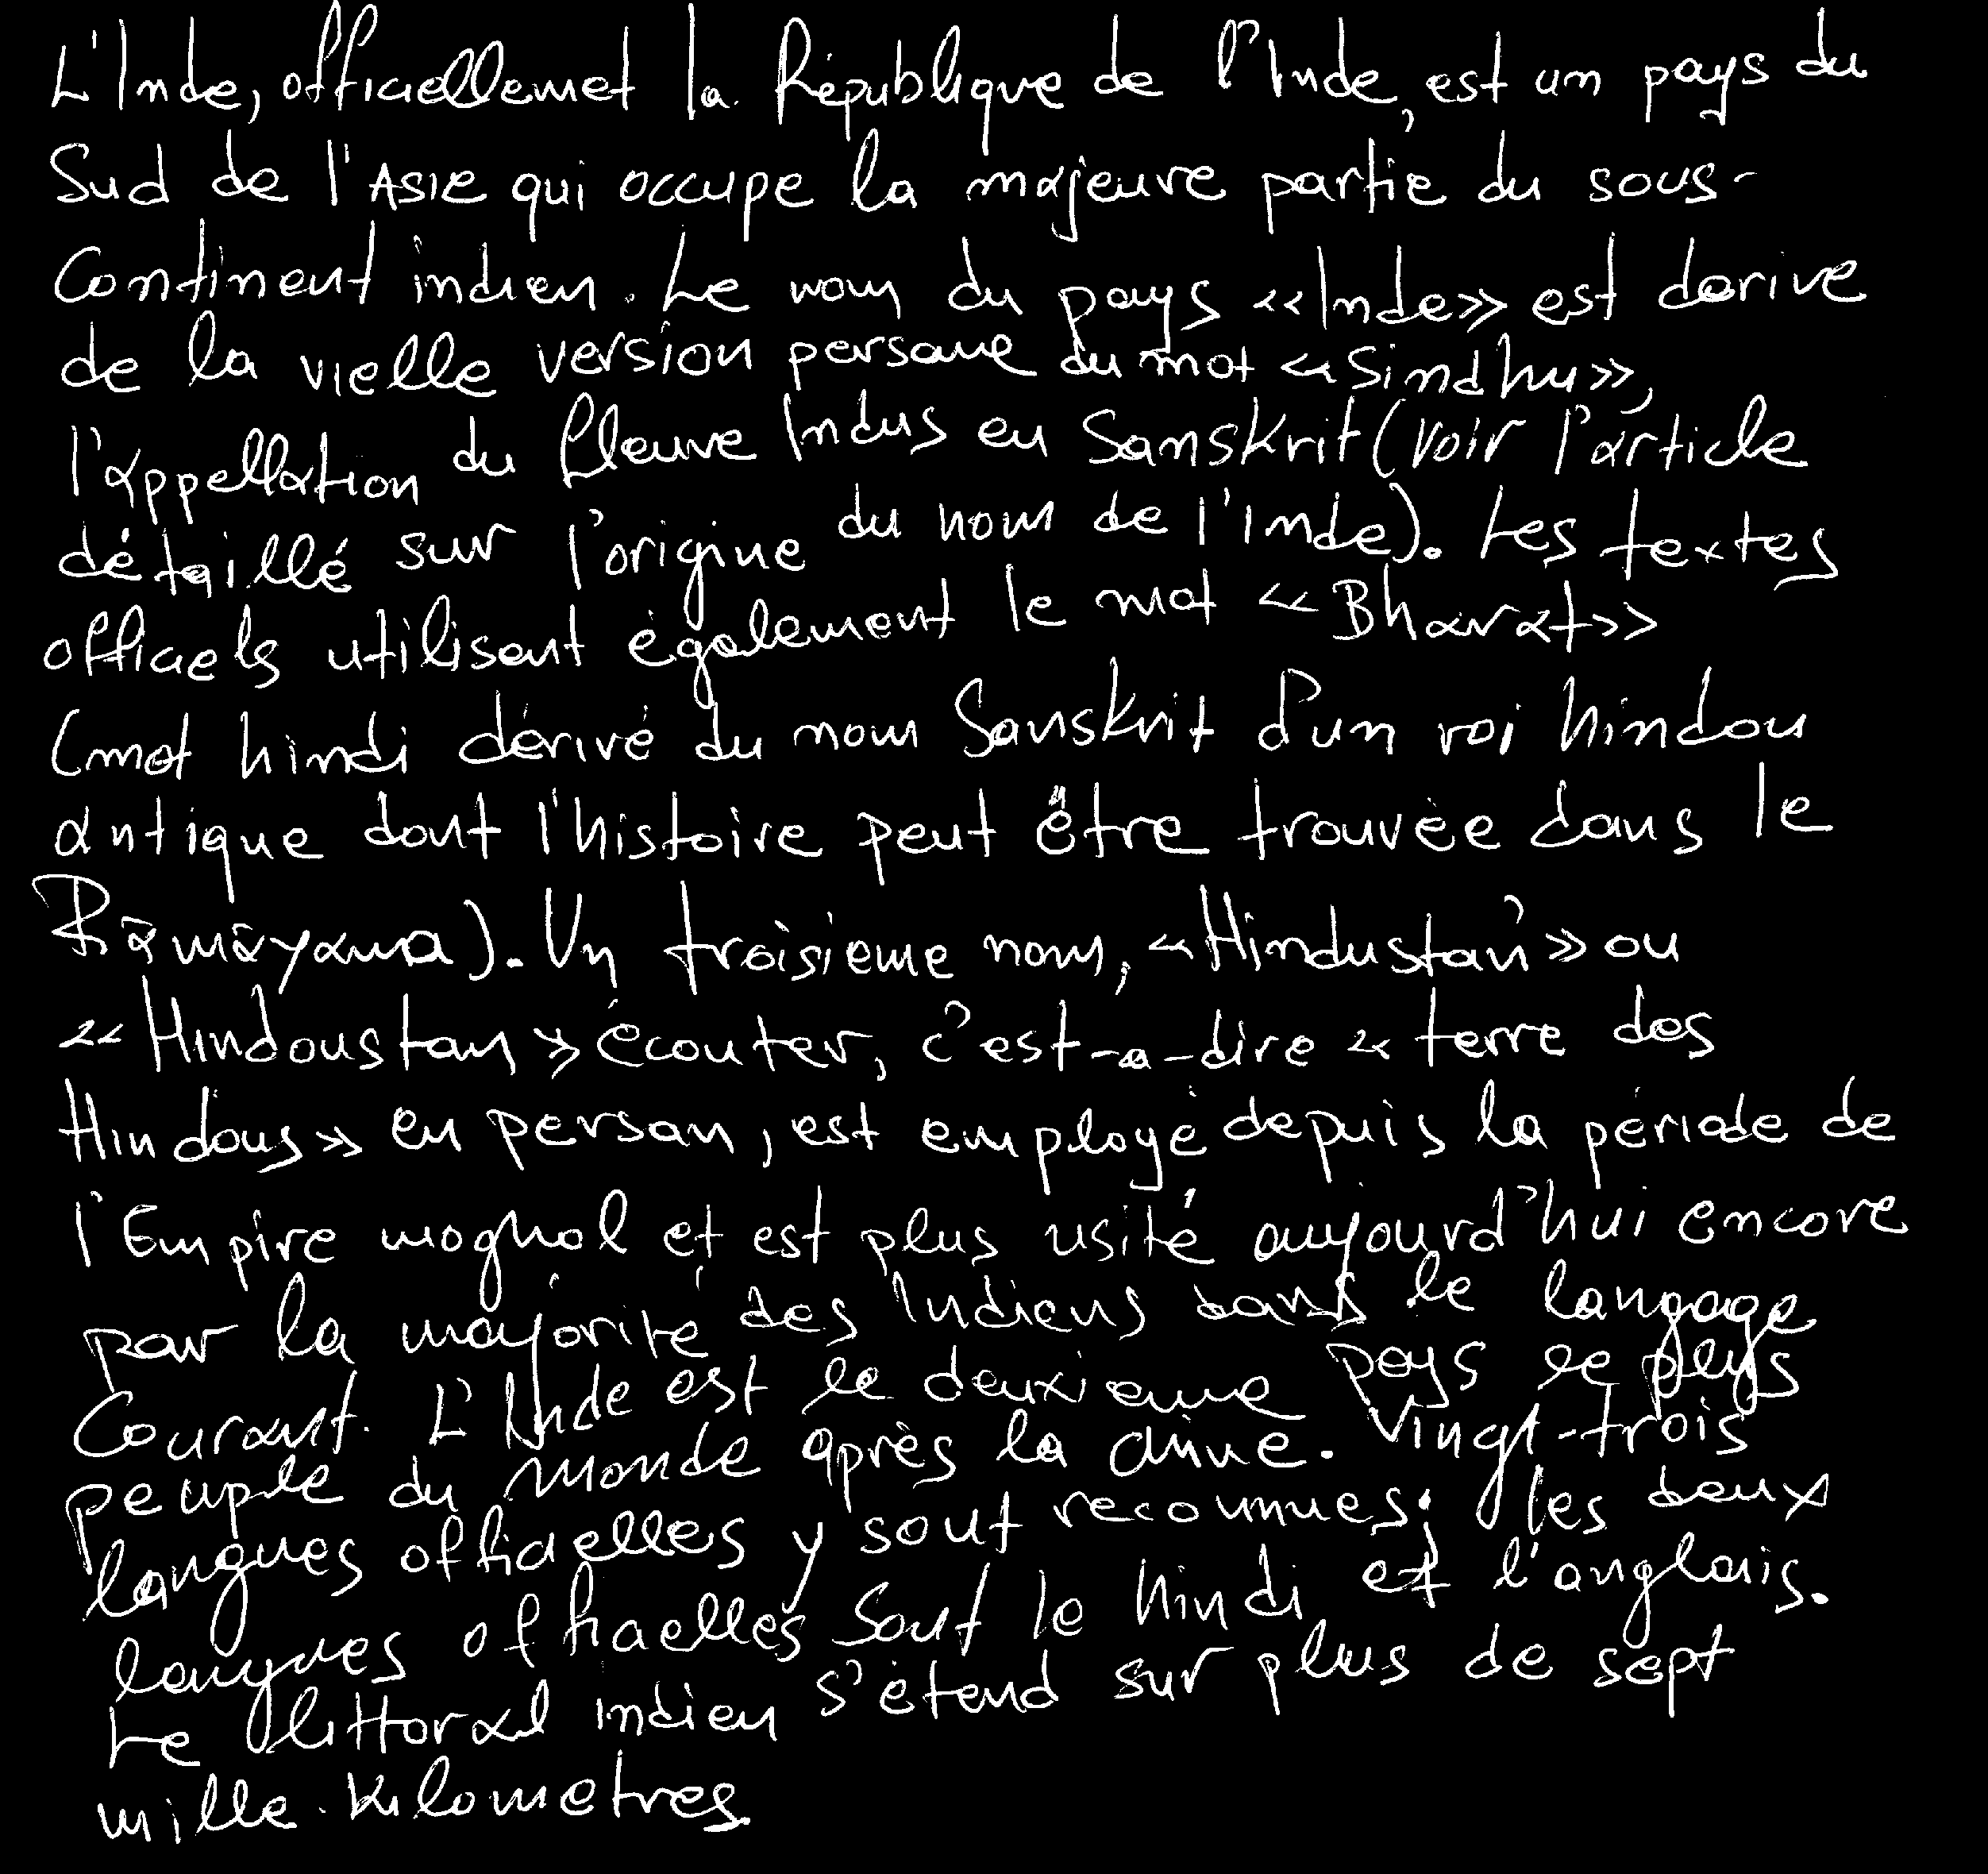 L'Inde, officiellemet la République de l'Inde, est un pays du
Sud de l'Asie qui occupe la majeure partie du sous-
Continent indien. Le nom du pays «Inde» est dérive
de la vielle version persane du mot «Sindhu»,
l'appellation du fleuve Indus en Sanskrit (voir l'article
détaillé sur l'origine du nom de l'Inde). Les textes
officiels utilisent également le mot «Bharat»
(mot hindi dérivé du nom Sanskrit d'un roi hindou
antique dont l'histoire peut être trouvée dans le
Rāmāyana). Un troisieme nom, «Hindustan» ou
«Hindoustan» écouter, c'est-a-dire «terre des
Hindous» en persan, est employé depuis la periode de
l'Empire moghol et est plus usité aujourd'hui encore
par la majorité des Indiens dans le langage
Courant. L'Inde est le deuxieme pays le plus
peuple du monde après la chine. Vingt-trois
langues officielles y sont reconnues; les deux
langues officielles sont le hindi et l'anglais.
Le littoral indien s'étend sur plus de sept
mille kilometres.